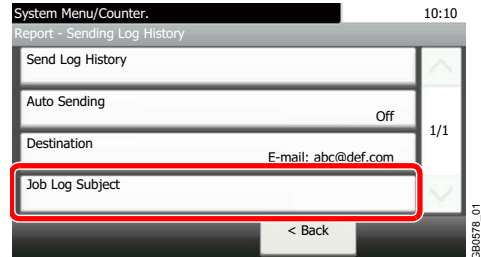 System Menu/Counter.
10:10
Report - Sending Log History
Send Log History
Auto Sending
Off
1/1
Destination
E-mail: abc@def.com
Job Log Subject
< Back
GB0578_01